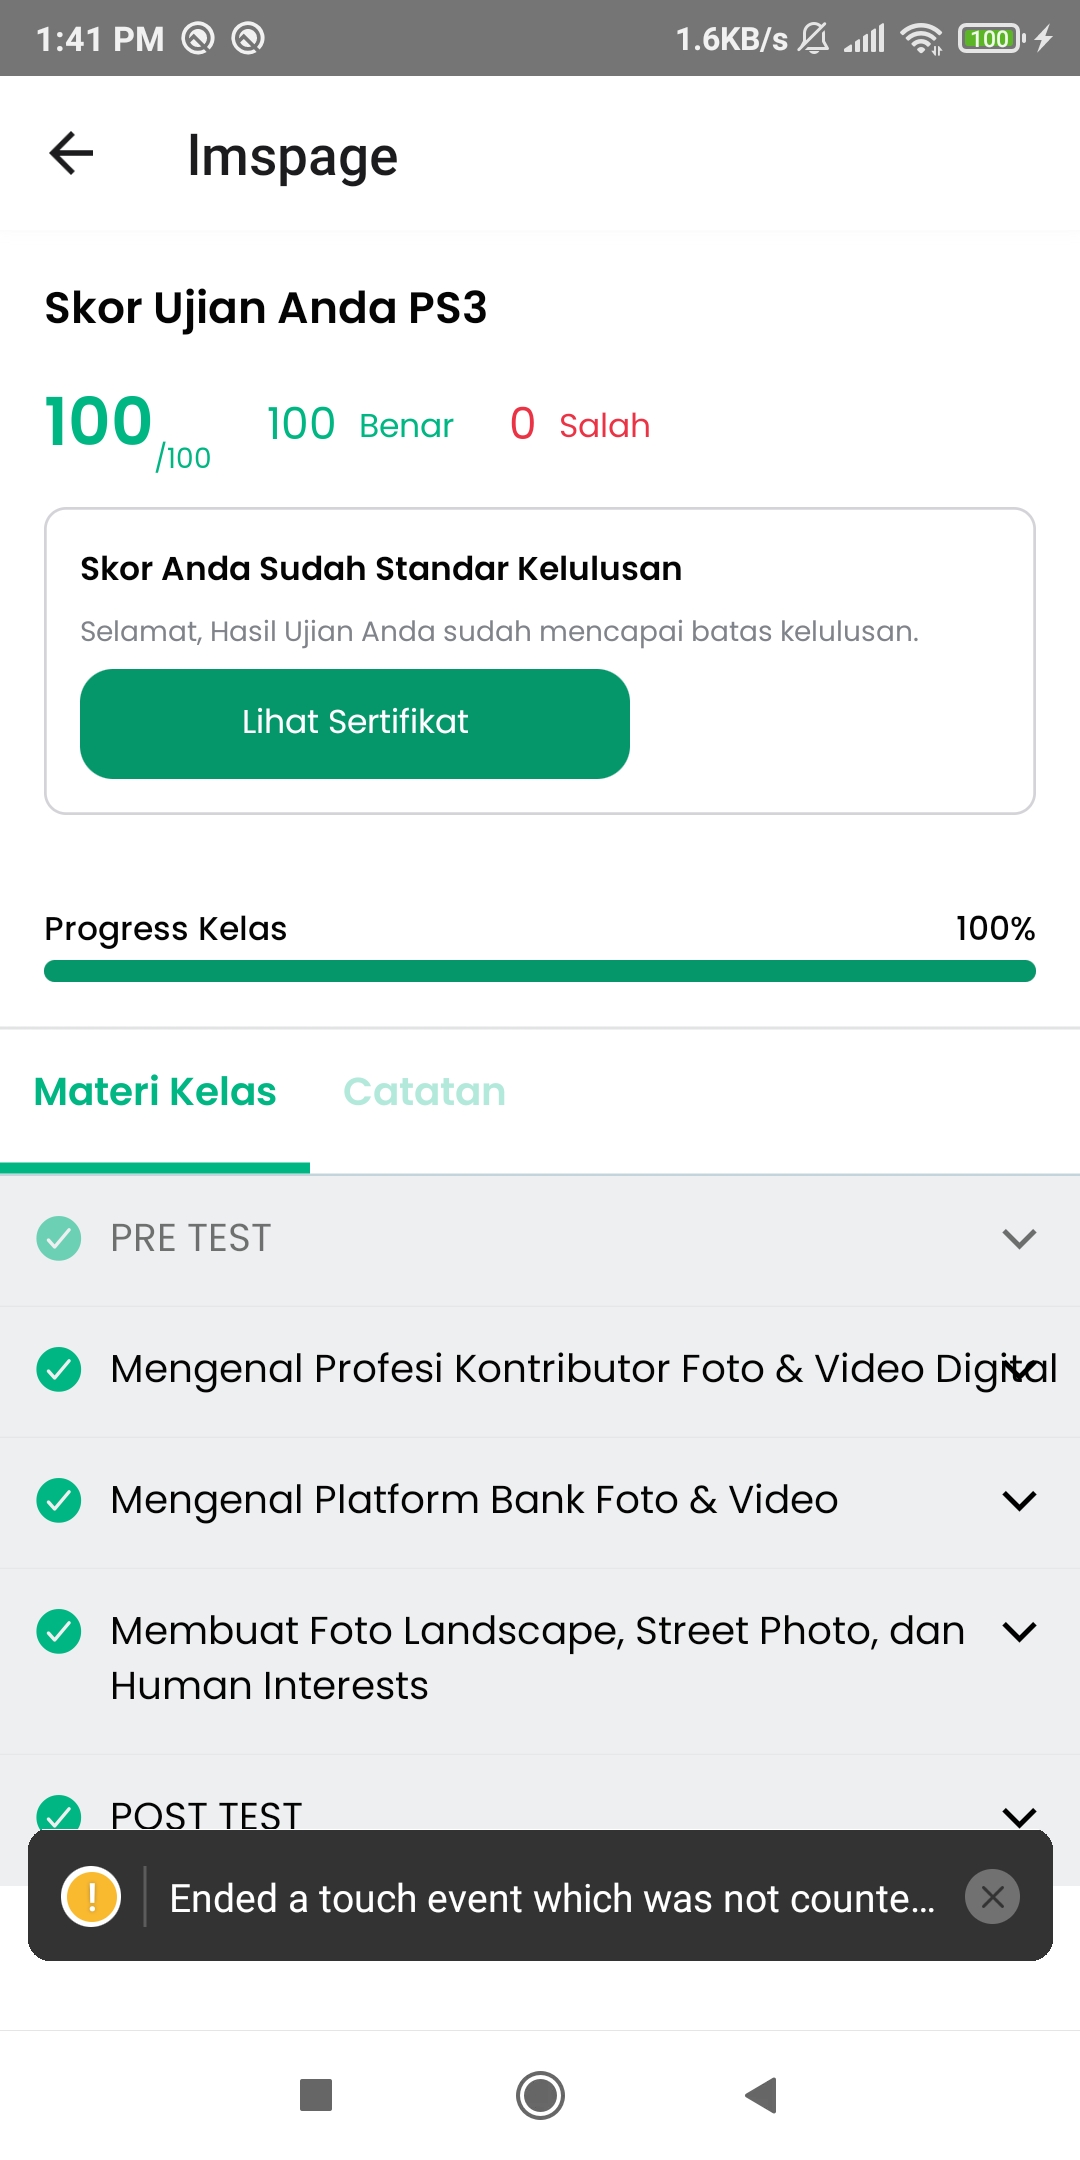 1:41 PM
1.6KB/s
100
lmspage
Skor Ujian Anda PS3
100
/100
100 Benar
0 Salah
Skor Anda Sudah Standar Kelulusan
Selamat, Hasil Ujian Anda sudah mencapai batas kelulusan.
Lihat Sertifikat
Progress Kelas
100%
Materi Kelas
Catatan
PRE TEST
Mengenal Profesi Kontributor Foto & Video Digital
Mengenal Platform Bank Foto & Video
Membuat Foto Landscape, Street Photo, dan
Human Interests
POST TEST
Ended a touch event which was not counte...